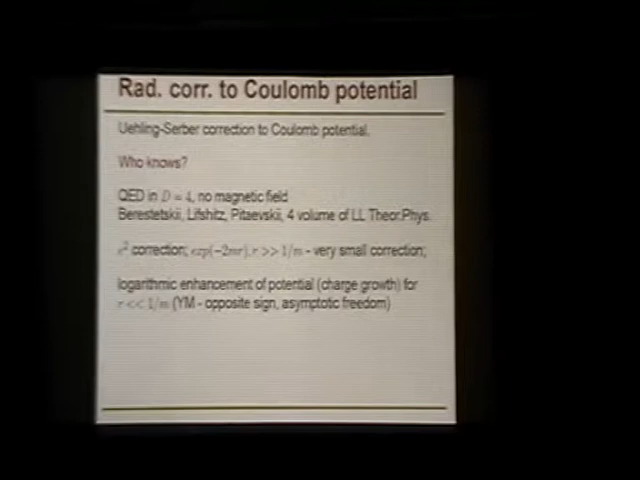 Rad. corr. to Coulomb potential
Uehling-Serber correction to Coulomb potential.
Who knows?
QED in D = 4, no magnetic field
Berestetskii, Lifshitz, Pitaevskii, 4 volume of LL Theor.Phys.
e² correction; exp(−2mr), r >> 1/m - very small correction;
logarithmic enhancement of potential (charge growth) for
r << 1/m (YM - opposite sign, asymptotic freedom)